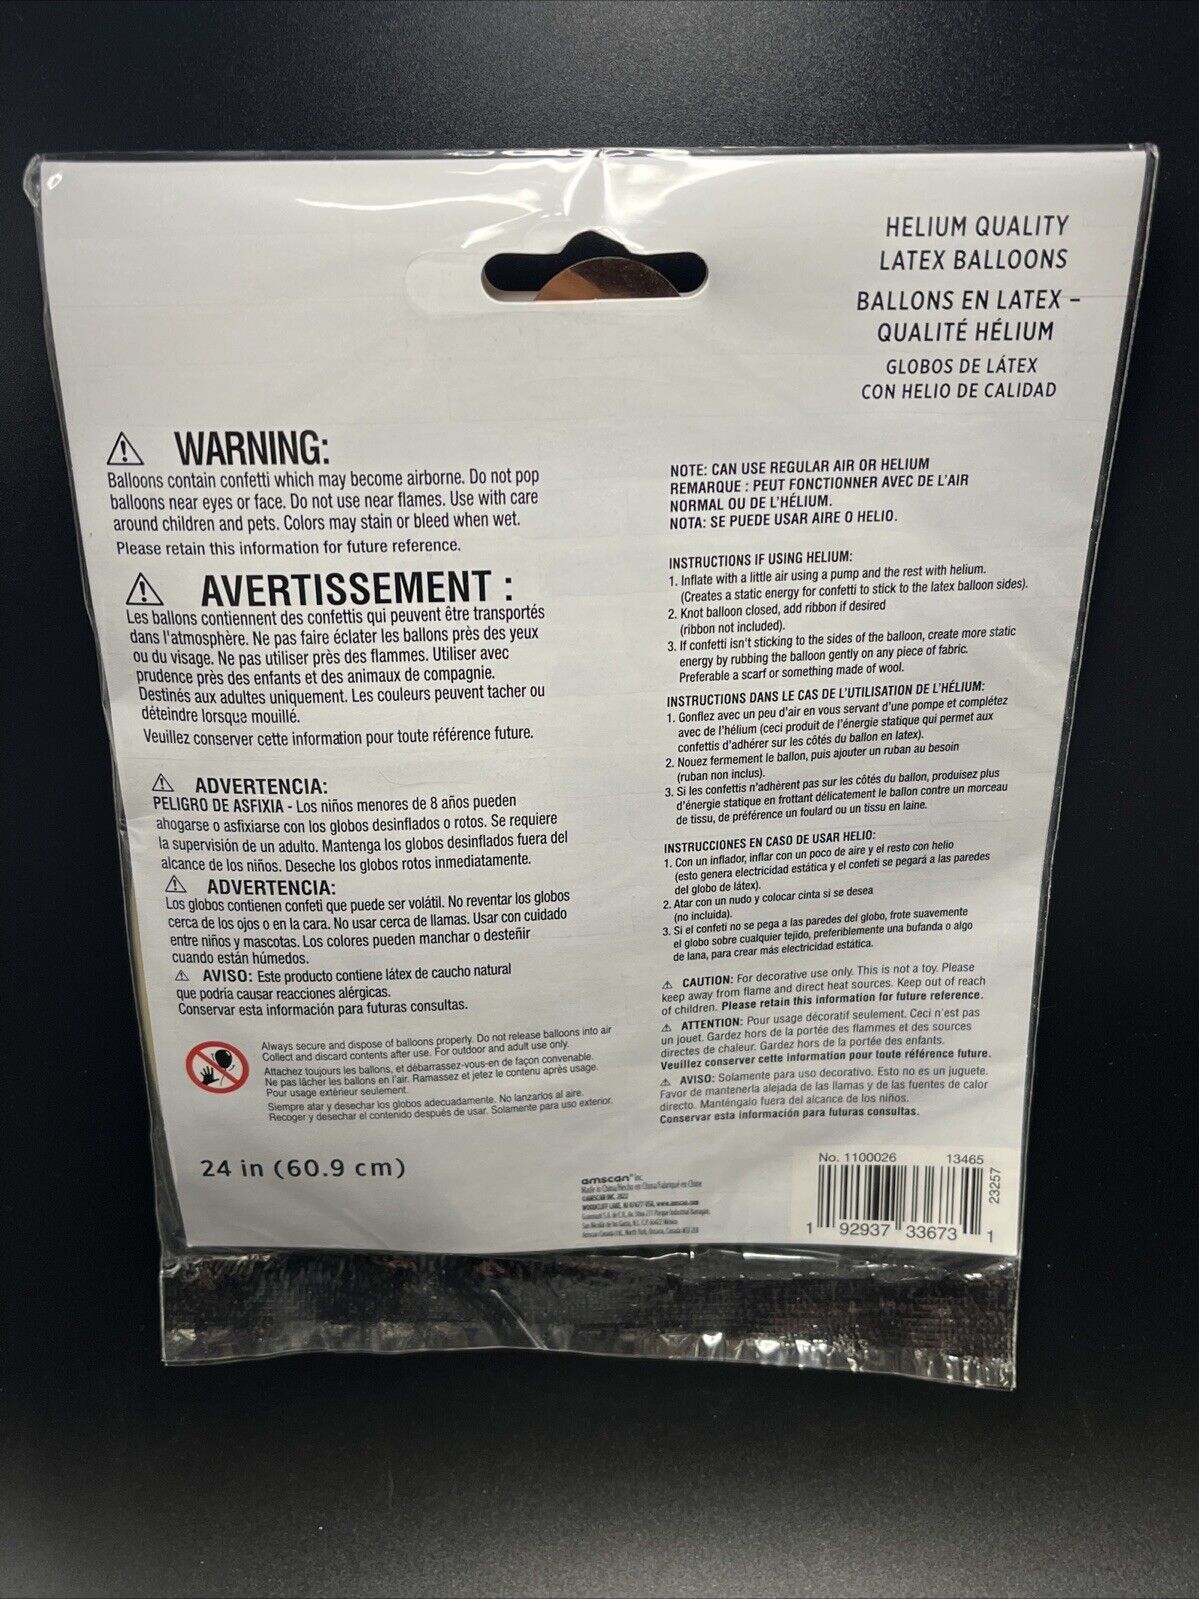 HELIUM QUALITY
LATEX BALLOONS
BALLONS EN LATEX –
QUALITÉ HÉLIUM
GLOBOS DE LÁTEX
CON HELIO DE CALIDAD
⚠ WARNING:
Balloons contain confetti which may become airborne. Do not pop
balloons near eyes or face. Do not use near flames. Use with care
around children and pets. Colors may stain or bleed when wet.
Please retain this information for future reference.
⚠ AVERTISSEMENT :
Les ballons contiennent des confettis qui peuvent être transportés
dans l'atmosphère. Ne pas faire éclater les ballons près des yeux
ou du visage. Ne pas utiliser près des flammes. Utiliser avec
prudence près des enfants et des animaux de compagnie.
Destinés aux adultes uniquement. Les couleurs peuvent tacher ou
déteindre lorsque mouillé.
Veuillez conserver cette information pour toute référence future.
⚠ ADVERTENCIA:
PELIGRO DE ASFIXIA - Los niños menores de 8 años pueden
ahogarse o asfixiarse con los globos desinflados o rotos. Se requiere
la supervisión de un adulto. Mantenga los globos desinflados fuera del
alcance de los niños. Deseche los globos rotos inmediatamente.
⚠ ADVERTENCIA:
Los globos contienen confeti que puede ser volátil. No reventar los globos
cerca de los ojos o en la cara. No usar cerca de llamas. Usar con cuidado
entre niños y mascotas. Los colores pueden manchar o desteñir
cuando están húmedos.
⚠ AVISO: Este producto contiene látex de caucho natural
que podría causar reacciones alérgicas.
Conservar esta información para futuras consultas.
Always secure and dispose of balloons properly. Do not release balloons into air
Collect and discard contents after use. For outdoor and adult use only.
Attachez toujours les ballons, et débarrassez-vous-en de façon convenable.
Ne pas lâcher les ballons en l'air. Ramassez et jetez le contenu après usage.
Pour usage extérieur seulement.
Siempre atar y desechar los globos adecuadamente. No lanzarlos al aire.
Recoger y desechar el contenido después de usar. Solamente para uso exterior.
24 in (60.9 cm)
NOTE: CAN USE REGULAR AIR OR HELIUM
REMARQUE : PEUT FONCTIONNER AVEC DE L'AIR
NORMAL OU DE L'HÉLIUM.
NOTA: SE PUEDE USAR AIRE O HELIO.
INSTRUCTIONS IF USING HELIUM:
1. Inflate with a little air using a pump and the rest with helium.
(Creates a static energy for confetti to stick to the latex balloon sides).
2. Knot balloon closed, add ribbon if desired
(ribbon not included).
3. If confetti isn't sticking to the sides of the balloon, create more static
energy by rubbing the balloon gently on any piece of fabric.
Preferable a scarf or something made of wool.
INSTRUCTIONS DANS LE CAS DE L'UTILISATION DE L'HÉLIUM:
1. Gonflez avec un peu d'air en vous servant d'une pompe et complétez
avec de l'hélium (ceci produit de l'énergie statique qui permet aux
confettis d'adhérer sur les côtés du ballon en latex).
2. Nouez fermement le ballon, puis ajouter un ruban au besoin
(ruban non inclus).
3. Si les confettis n'adhèrent pas sur les côtés du ballon, produisez plus
d'énergie statique en frottant délicatement le ballon contre un morceau
de tissu, de préférence un foulard ou un tissu en laine.
INSTRUCCIONES EN CASO DE USAR HELIO:
1. Con un inflador, inflar con un poco de aire y el resto con helio
(esto genera electricidad estática y el confeti se pegará a las paredes
del globo de látex).
2. Atar con un nudo y colocar cinta si se desea
(no incluida).
3. Si el confeti no se pega a las paredes del globo, frote suavemente
el globo sobre cualquier tejido, preferiblemente una bufanda o algo
de lana, para crear más electricidad estática.
⚠ CAUTION: For decorative use only. This is not a toy. Please
keep away from flame and direct heat sources. Keep out of reach
of children. Please retain this information for future reference.
⚠ ATTENTION: Pour usage décoratif seulement. Ceci n'est pas
un jouet. Gardez hors de la portée des flammes et des sources
directes de chaleur. Gardez hors de la portée des enfants.
Veuillez conserver cette information pour toute référence future.
⚠ AVISO: Solamente para uso decorativo. Esto no es un juguete.
Favor de mantenerla alejada de las llamas y de las fuentes de calor
directo. Manténgalo fuera del alcance de los niños.
Conservar esta información para futuras consultas.
amscan® inc.
Made in China/Hecho en China/Fabriqué en Chine
©AMSCAN INC. 2022
WOODCLIFF LAKE, NJ 07677 USA, www.amscan.com
No. 1100026 13465
23257
1 92937 33673 1